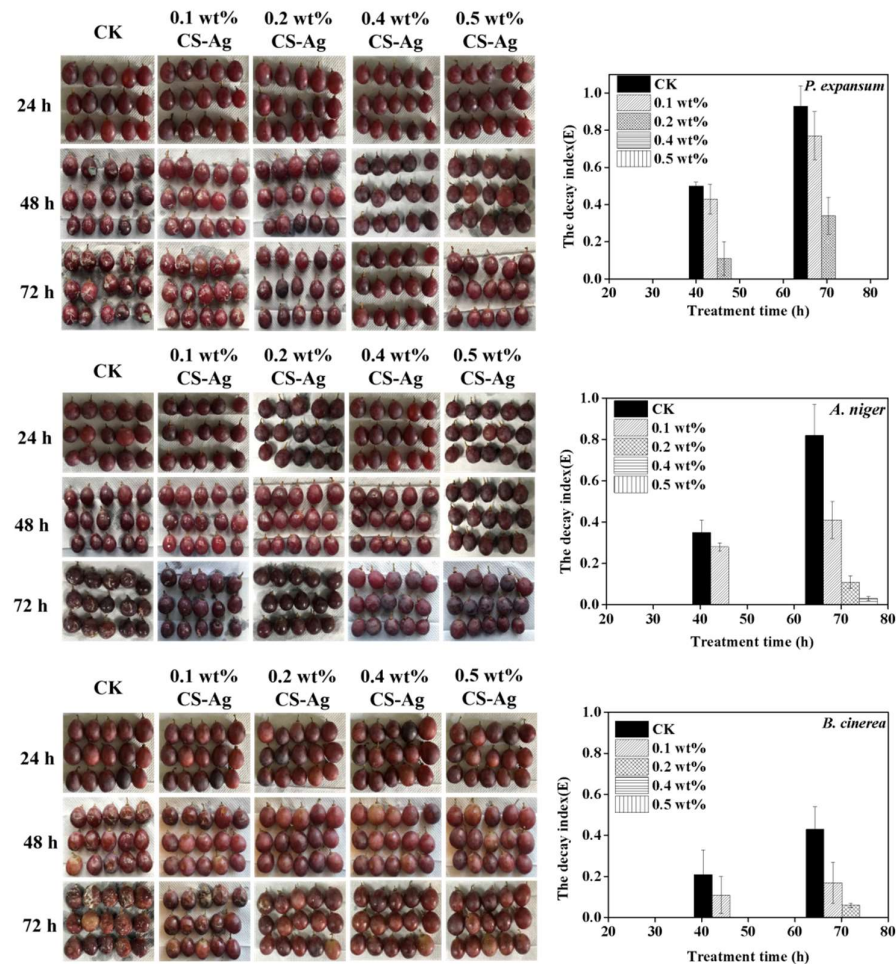 CK
0.1 wt%
CS-Ag
0.2 wt%
CS-Ag
0.4 wt%
CS-Ag
0.5 wt%
CS-Ag
24 h
48 h
72 h
The decay index(E)
1.0
0.8
0.6
0.4
0.2
0.0
P. expansum
CK
0.1 wt%
0.2 wt%
0.4 wt%
0.5 wt%
20 30 40 50 60 70 80
Treatment time (h)
CK
0.1 wt%
CS-Ag
0.2 wt%
CS-Ag
0.4 wt%
CS-Ag
0.5 wt%
CS-Ag
24 h
48 h
72 h
The decay index(E)
1.0
0.8
0.6
0.4
0.2
0.0
A. niger
CK
0.1 wt%
0.2 wt%
0.4 wt%
0.5 wt%
20 30 40 50 60 70 80
Treatment time (h)
CK
0.1 wt%
CS-Ag
0.2 wt%
CS-Ag
0.4 wt%
CS-Ag
0.5 wt%
CS-Ag
24 h
48 h
72 h
The decay index(E)
1.0
0.8
0.6
0.4
0.2
0.0
B. cinerea
CK
0.1 wt%
0.2 wt%
0.4 wt%
0.5 wt%
20 30 40 50 60 70 80
Treatment time (h)